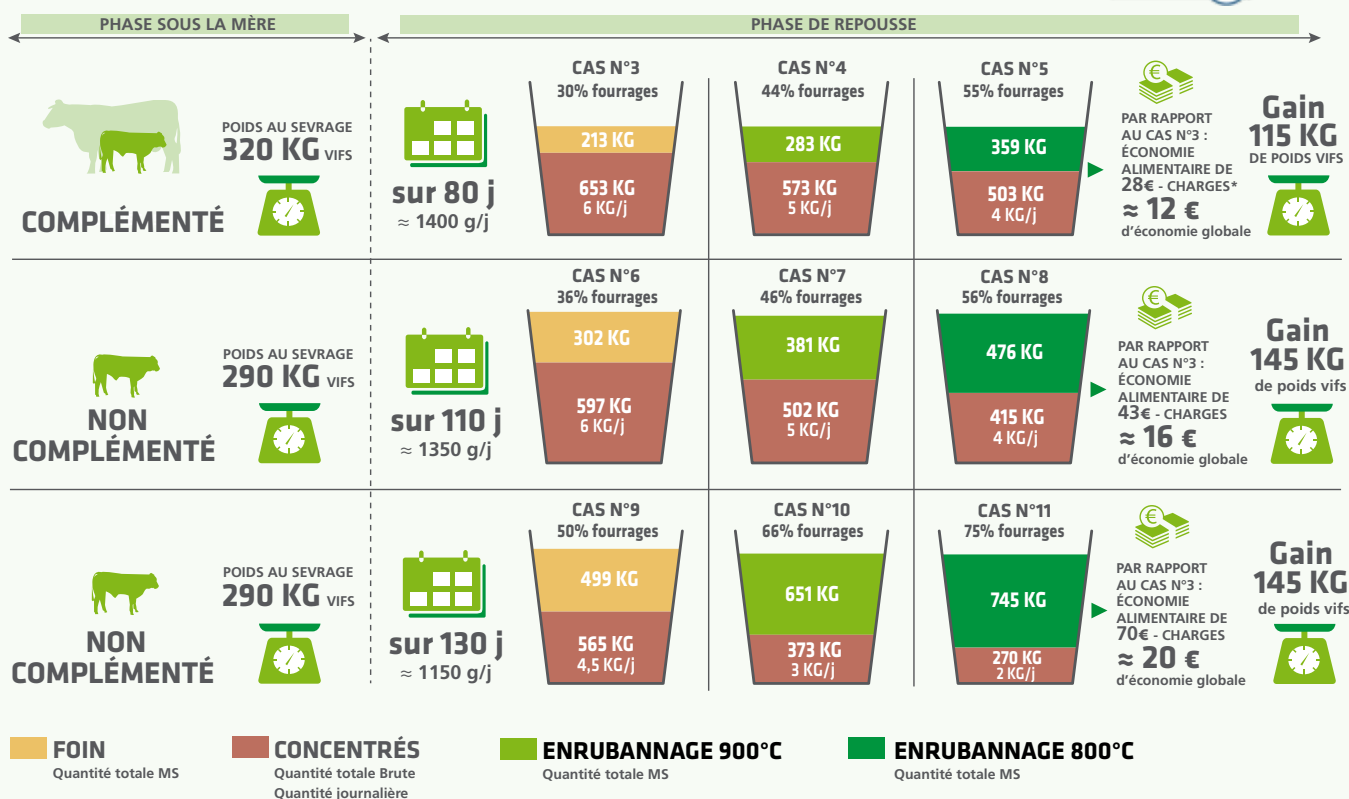 PHASE SOUS LA MÈRE
PHASE DE REPOUSSE
COMPLÉMENTÉ
POIDS AU SEVRAGE
320 KG VIFS
sur 80 j
≈ 1400 g/j
CAS N°3
30% fourrages
213 KG
653 KG
6 KG/j
CAS N°4
44% fourrages
283 KG
573 KG
5 KG/j
CAS N°5
55% fourrages
359 KG
503 KG
4 KG/j
€
PAR RAPPORT
AU CAS N°3 :
ÉCONOMIE
ALIMENTAIRE DE
28€ - CHARGES*
≈ 12 €
d'économie globale
Gain
115 KG
DE POIDS VIFS
NON
COMPLÉMENTÉ
POIDS AU SEVRAGE
290 KG VIFS
sur 110 j
≈ 1350 g/j
CAS N°6
36% fourrages
302 KG
597 KG
6 KG/j
CAS N°7
46% fourrages
381 KG
502 KG
5 KG/j
CAS N°8
56% fourrages
476 KG
415 KG
4 KG/j
€
PAR RAPPORT
AU CAS N°3 :
ÉCONOMIE
ALIMENTAIRE DE
43€ - CHARGES
≈ 16 €
d'économie globale
Gain
145 KG
de poids vifs
NON
COMPLÉMENTÉ
POIDS AU SEVRAGE
290 KG VIFS
sur 130 j
≈ 1150 g/j
CAS N°9
50% fourrages
499 KG
565 KG
4,5 KG/j
CAS N°10
66% fourrages
651 KG
373 KG
3 KG/j
CAS N°11
75% fourrages
745 KG
270 KG
2 KG/j
€
PAR RAPPORT
AU CAS N°3 :
ÉCONOMIE
ALIMENTAIRE DE
70€ - CHARGES
≈ 20 €
d'économie globale
Gain
145 KG
de poids vifs
FOIN
Quantité totale MS
CONCENTRÉS
Quantité totale Brute
Quantité journalière
ENRUBANNAGE 900°C
Quantité totale MS
ENRUBANNAGE 800°C
Quantité totale MS